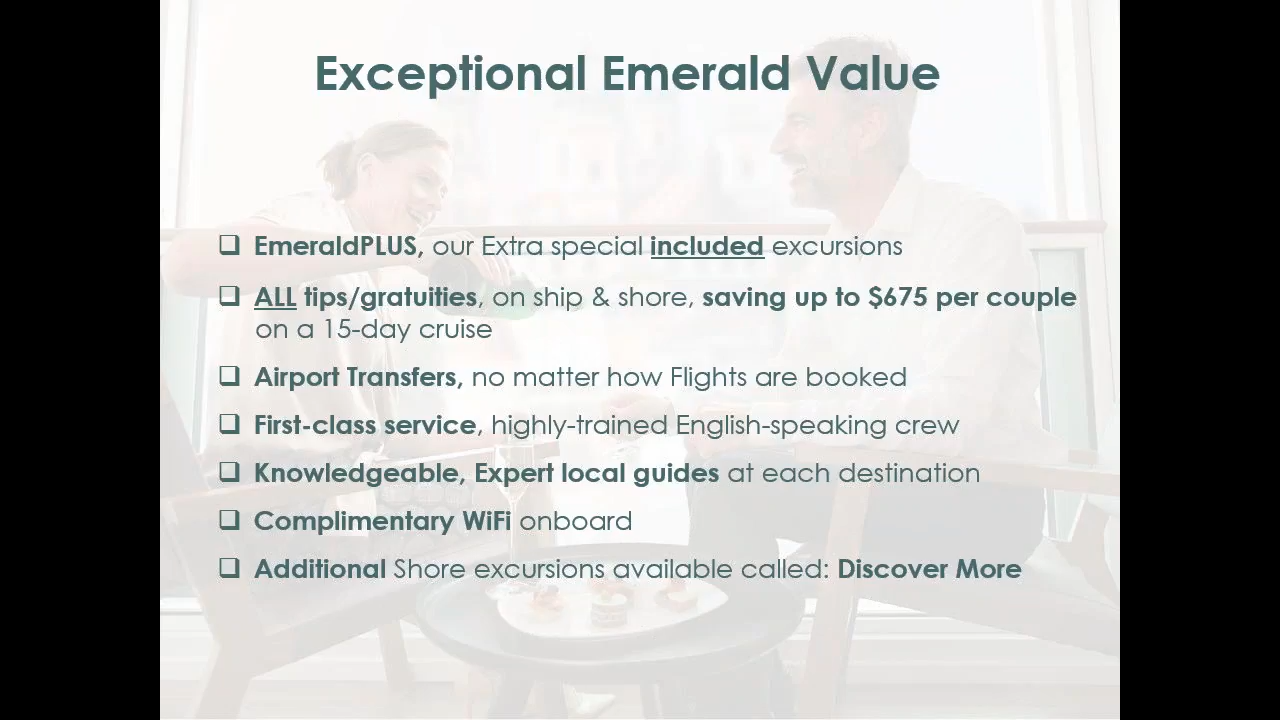 Exceptional Emerald Value
❑ EmeraldPLUS, our Extra special included excursions
❑ ALL tips/gratuities, on ship & shore, saving up to $675 per couple
on a 15-day cruise
❑ Airport Transfers, no matter how Flights are booked
❑ First-class service, highly-trained English-speaking crew
❑ Knowledgeable, Expert local guides at each destination
❑ Complimentary WiFi onboard
❑ Additional Shore excursions available called: Discover More